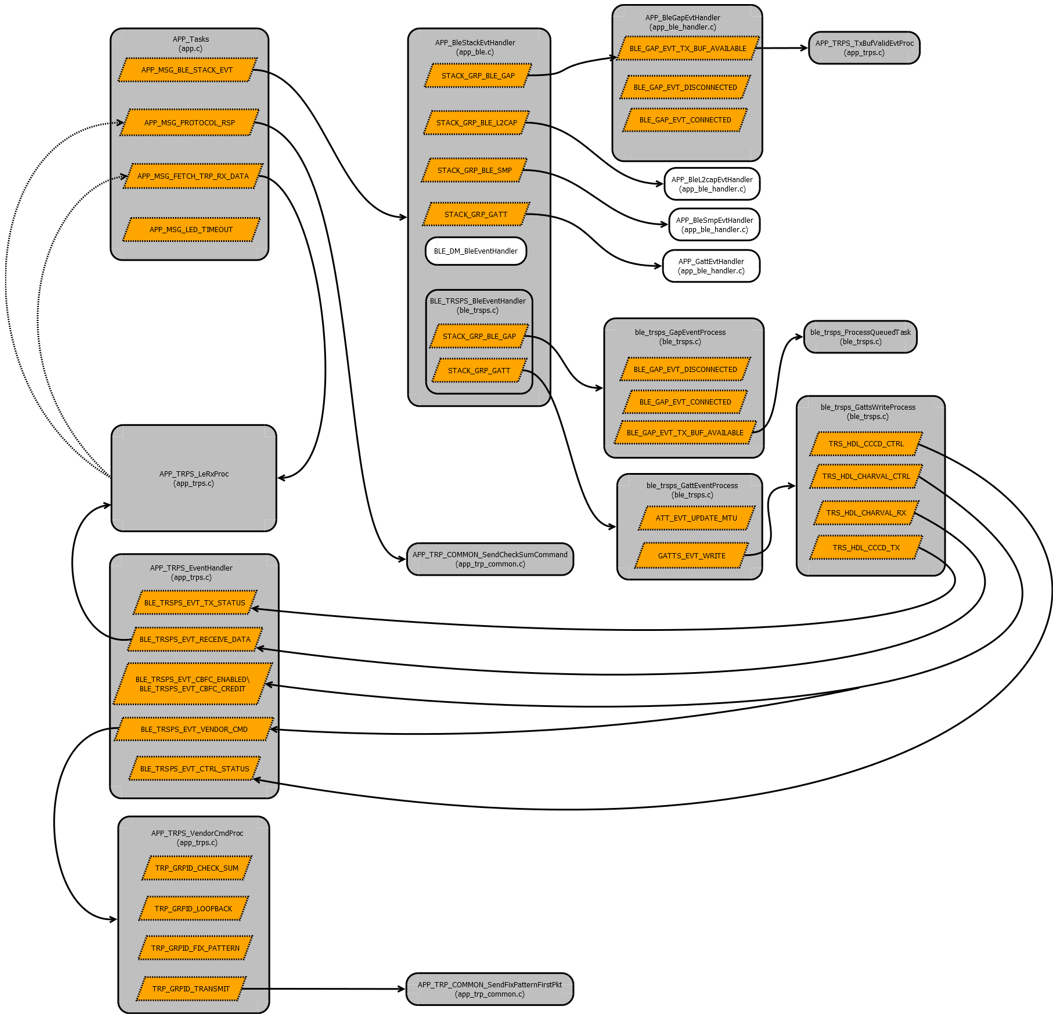 APP_Tasks
(app.c)
APP_MSG_BLE_STACK_EVT
APP_MSG_PROTOCOL_RSP
APP_MSG_FETCH_TRP_RX_DATA
APP_MSG_LED_TIMEOUT
APP_BleStackEvtHandler
(app_ble.c)
STACK_GRP_BLE_GAP
STACK_GRP_BLE_L2CAP
STACK_GRP_BLE_SMP
STACK_GRP_GATT
BLE_DM_BleEventHandler
BLE_TRSPS_BleEventHandler
(ble_trsps.c)
STACK_GRP_BLE_GAP
STACK_GRP_GATT
APP_BleGapEvtHandler
(app_ble_handler.c)
BLE_GAP_EVT_TX_BUF_AVAILABLE
BLE_GAP_EVT_DISCONNECTED
BLE_GAP_EVT_CONNECTED
APP_TRPS_TxBufValidEvtProc
(app_trps.c)
APP_BleL2capEvtHandler
(app_ble_handler.c)
APP_BleSmpEvtHandler
(app_ble_handler.c)
APP_GattEvtHandler
(app_ble_handler.c)
ble_trsps_GapEventProcess
(ble_trsps.c)
BLE_GAP_EVT_DISCONNECTED
BLE_GAP_EVT_CONNECTED
BLE_GAP_EVT_TX_BUF_AVAILABLE
ble_trsps_ProcessQueuedTask
(ble_trsps.c)
ble_trsps_GattEventProcess
(ble_trsps.c)
ATT_EVT_UPDATE_MTU
GATTS_EVT_WRITE
ble_trsps_GattsWriteProcess
(ble_trsps.c)
TRS_HDL_CCCD_CTRL
TRS_HDL_CHARVAL_CTRL
TRS_HDL_CHARVAL_RX
TRS_HDL_CCCD_TX
APP_TRPS_LeRxProc
(app_trps.c)
APP_TRP_COMMON_SendCheckSumCommand
(app_trp_common.c)
APP_TRPS_EventHandler
(app_trps.c)
BLE_TRSPS_EVT_TX_STATUS
BLE_TRSPS_EVT_RECEIVE_DATA
BLE_TRSPS_EVT_CBFC_ENABLED\
BLE_TRSPS_EVT_CBFC_CREDIT
BLE_TRSPS_EVT_VENDOR_CMD
BLE_TRSPS_EVT_CTRL_STATUS
APP_TRPS_VendorCmdProc
(app_trps.c)
TRP_GRPID_CHECK_SUM
TRP_GRPID_LOOPBACK
TRP_GRPID_FIX_PATTERN
TRP_GRPID_TRANSMIT
APP_TRP_COMMON_SendFixPatternFirstPkt
(app_trp_common.c)